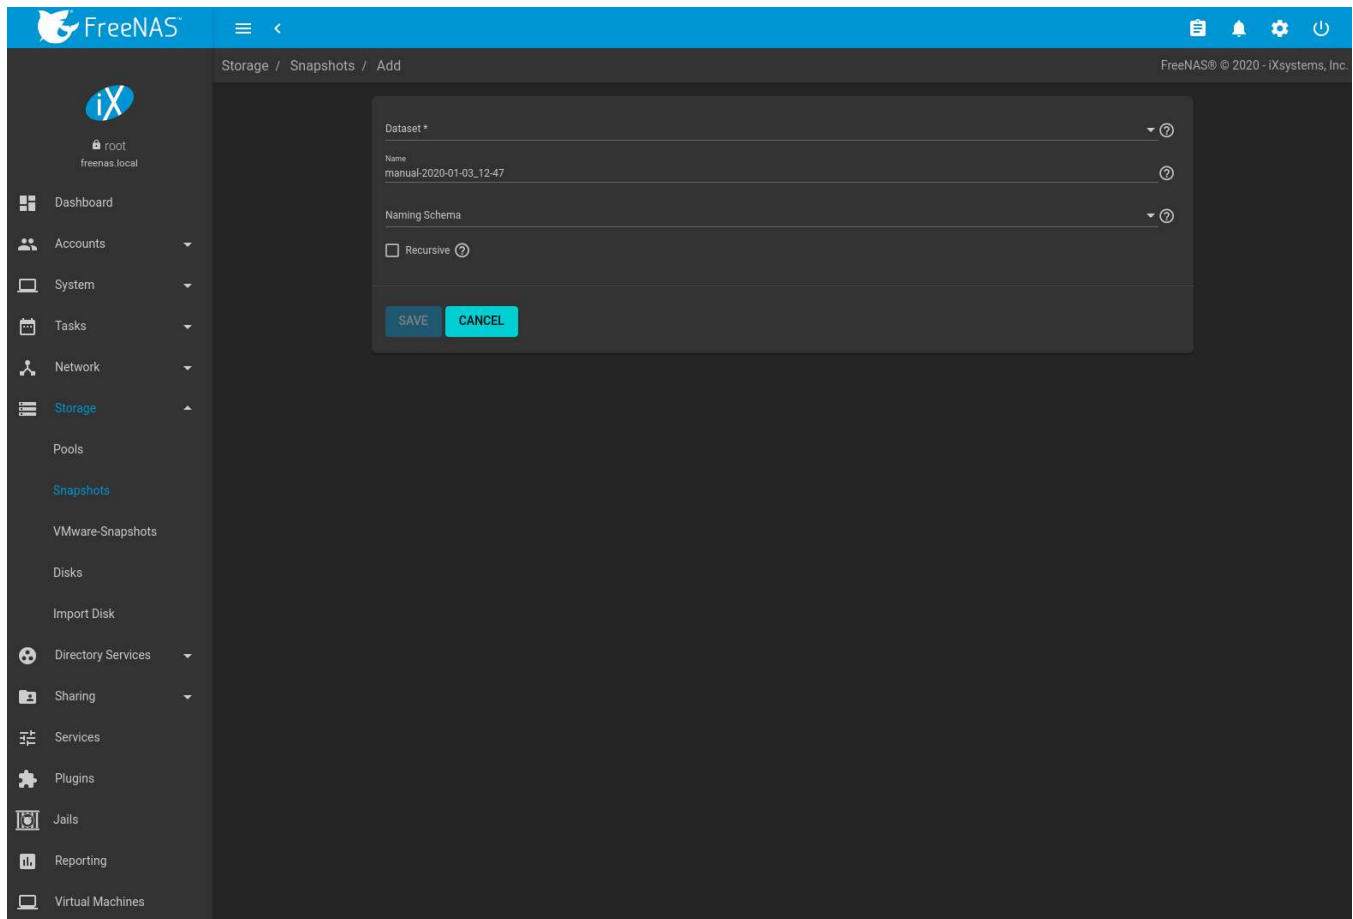 FreeNAS®
Storage / Snapshots / Add
FreeNAS® © 2020 - iXsystems, Inc.
iX
root
freenas.local
Dashboard
Accounts
System
Tasks
Network
Storage
Pools
Snapshots
VMware-Snapshots
Disks
Import Disk
Directory Services
Sharing
Services
Plugins
Jails
Reporting
Virtual Machines
Dataset *
Name
manual-2020-01-03_12-47
Naming Schema
Recursive
SAVE CANCEL